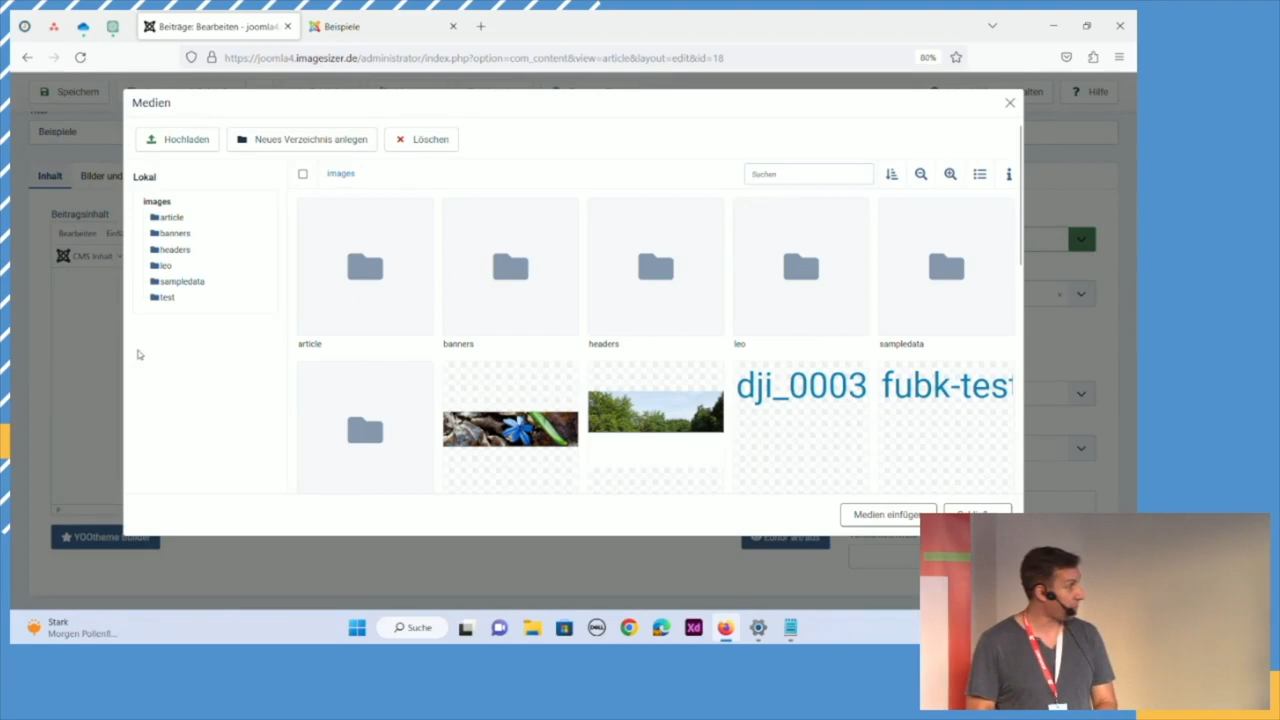 Beiträge: Bearbeiten - joomla4.
Beispiele
https://joomla4.imagesizer.de/administrator/index.php?option=com_content&view=article&layout=edit&id=18
80%
Speichern
Hilfe
Medien
Beispiele
Hochladen
Neues Verzeichnis anlegen
Löschen
Inhalt
Bilder und
Lokal
images
Suchen
images
article
banners
headers
leo
sampledata
test
Beitragsinhalt
Bearbeiten
CMS Inhalt
article
banners
headers
leo
sampledata
dji_0003
fubk-test
P
Medien einfüge
YOOtheme Builder
Stark
Morgen Pollenfl...
Suche
DELL
Xd